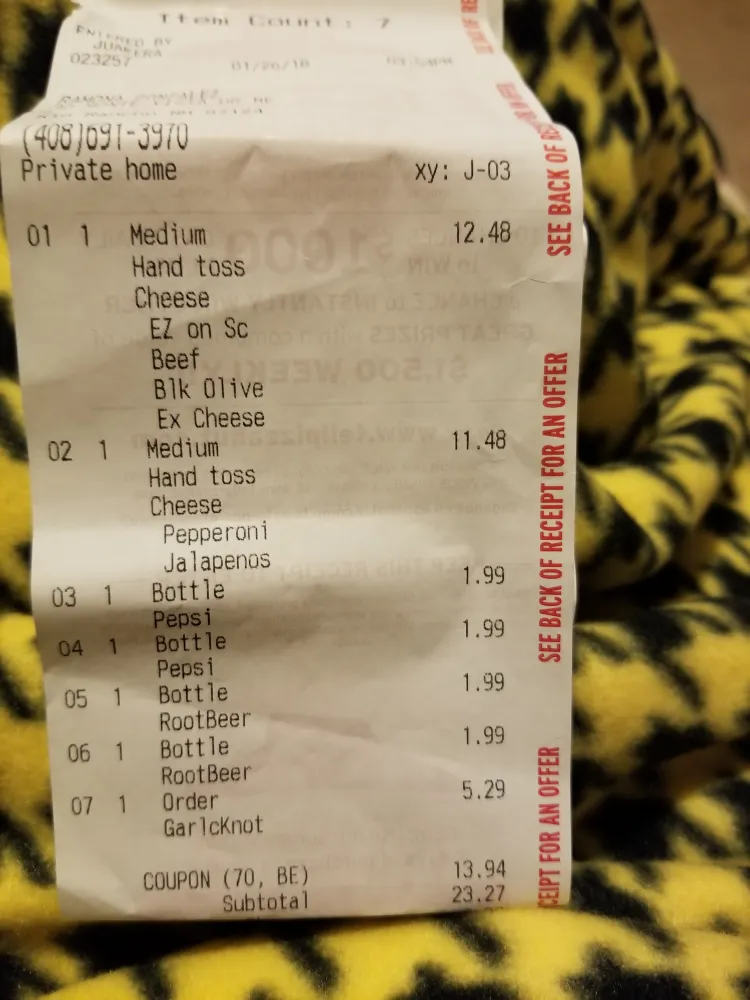 Item Count: 7
ENTERED BY
JUAKERA
023257 01/26/18
(408)691-3970
Private home xy: J-03
01 1 Medium 12.48
Hand toss
Cheese
EZ on Sc
Beef
Blk Olive
Ex Cheese
02 1 Medium 11.48
Hand toss
Cheese
Pepperoni
Jalapenos
03 1 Bottle 1.99
Pepsi
04 1 Bottle 1.99
Pepsi
05 1 Bottle 1.99
RootBeer
06 1 Bottle 1.99
RootBeer
07 1 Order 5.29
GarlcKnot
COUPON (70, BE) 13.94
Subtotal 23.27
SEE BACK OF
SEE BACK OF RECEIPT FOR AN OFFER
CEIPT FOR AN OFFER